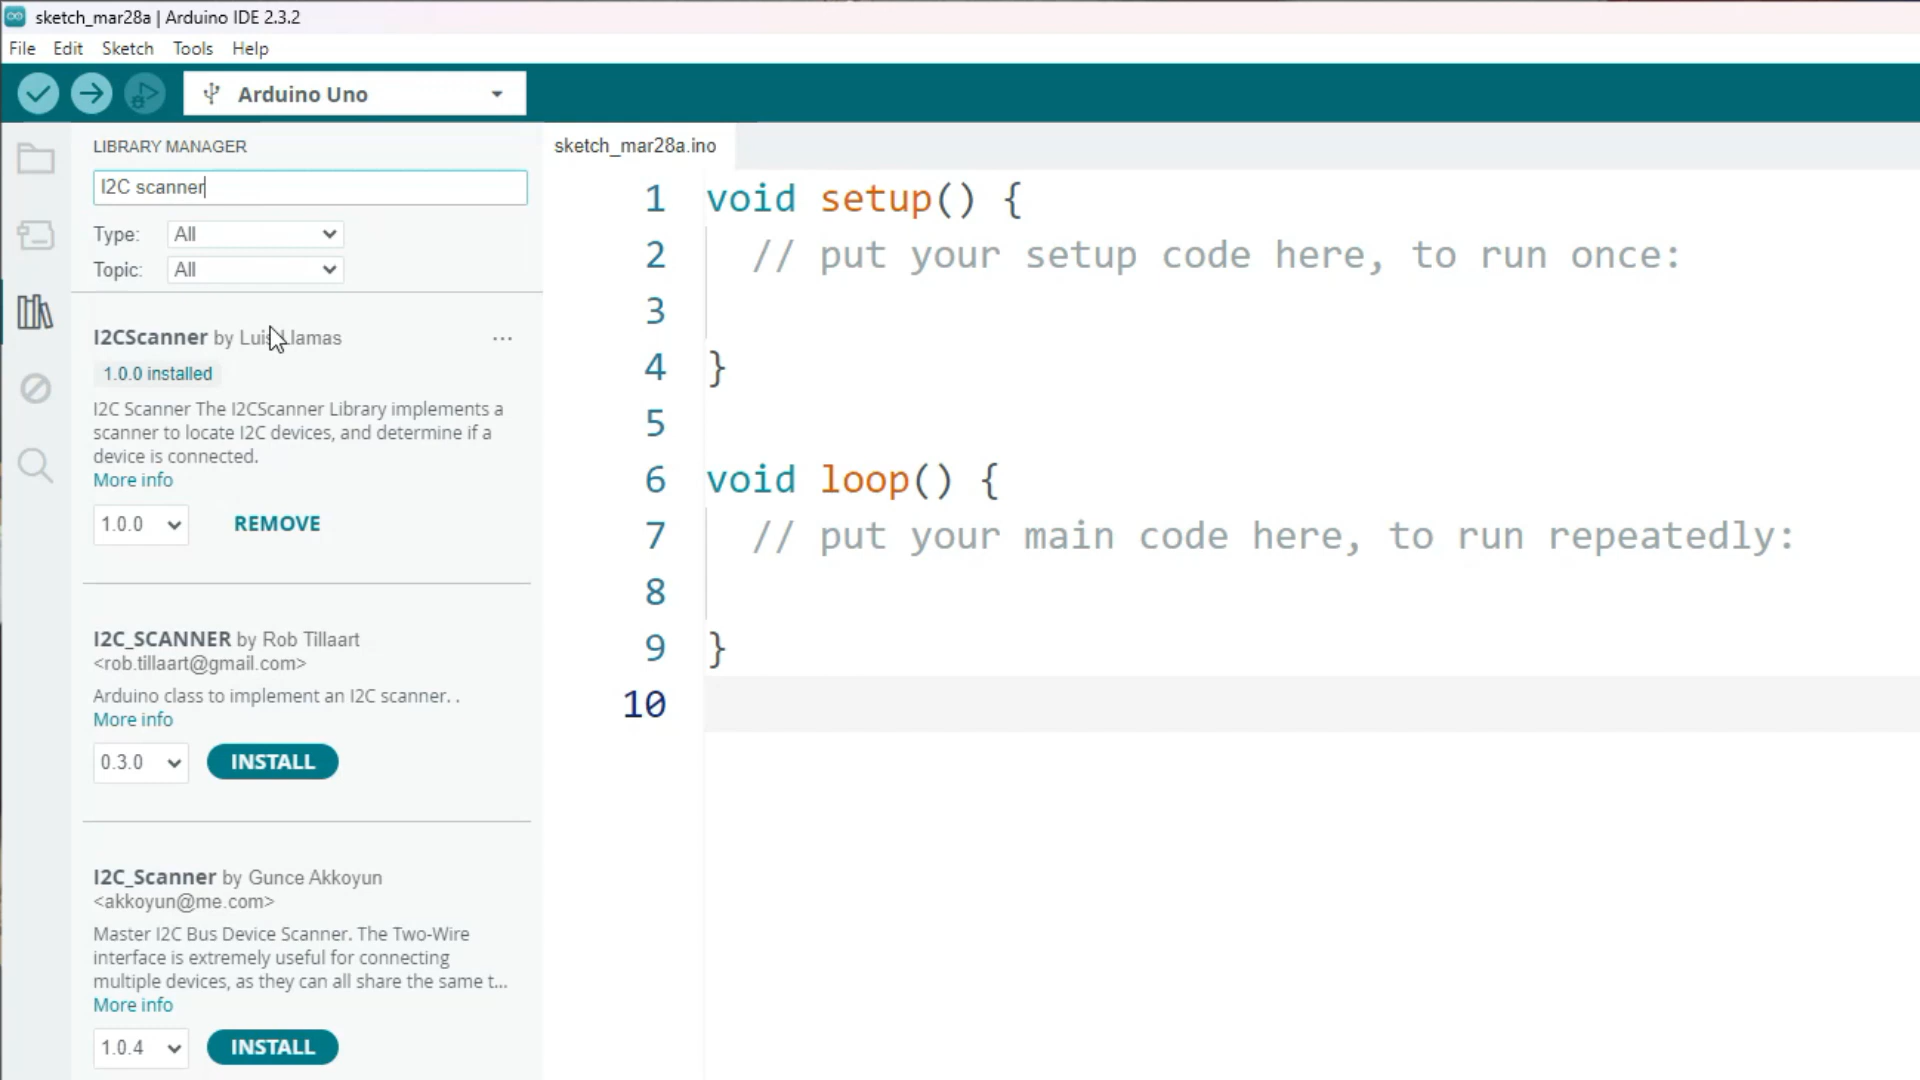 sketch_mar28a | Arduino IDE 2.3.2
File Edit Sketch Tools Help
Arduino Uno
LIBRARY MANAGER
I2C scanner
Type: All
Topic: All
I2CScanner by Luis Llamas
1.0.0 installed
I2C Scanner The I2CScanner Library implements a
scanner to locate I2C devices, and determine if a
device is connected.
More info
1.0.0 REMOVE
I2C_SCANNER by Rob Tillaart
<rob.tillaart@gmail.com>
Arduino class to implement an I2C scanner. .
More info
0.3.0 INSTALL
I2C_Scanner by Gunce Akkoyun
<akkoyun@me.com>
Master I2C Bus Device Scanner. The Two-Wire
interface is extremely useful for connecting
multiple devices, as they can all share the same t...
More info
1.0.4 INSTALL
sketch_mar28a.ino
1 void setup() {
2 // put your setup code here, to run once:
3
4 }
5
6 void loop() {
7 // put your main code here, to run repeatedly:
8
9 }
10